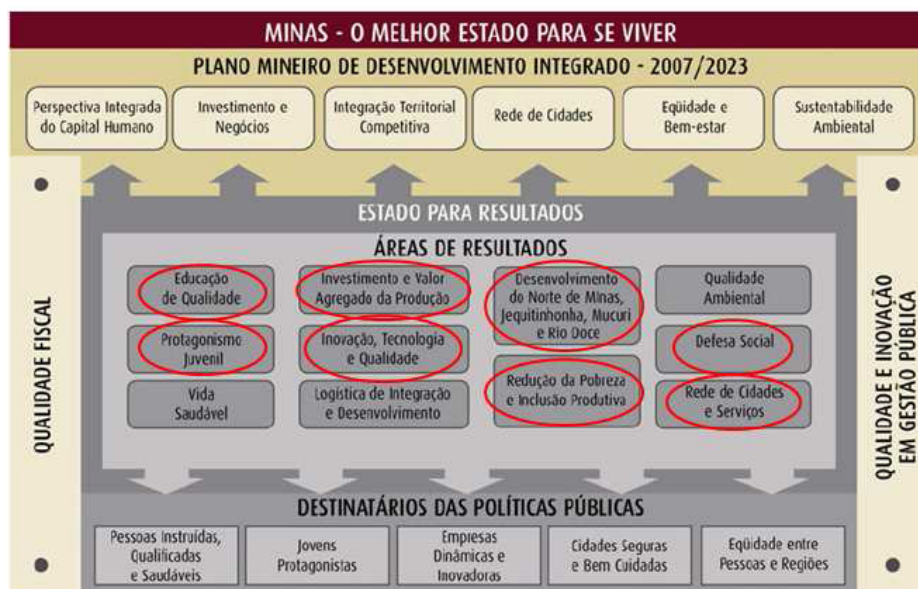 MINAS - O MELHOR ESTADO PARA SE VIVER
PLANO MINEIRO DE DESENVOLVIMENTO INTEGRADO - 2007/2023
Perspectiva Integrada
do Capital Humano
Investimento e
Negócios
Integração Territorial
Competitiva
Rede de Cidades
Eqüidade e
Bem-estar
Sustentabilidade
Ambiental
QUALIDADE FISCAL
ESTADO PARA RESULTADOS
ÁREAS DE RESULTADOS
Educação
de Qualidade
Investimento e Valor
Agregado da Produção
Desenvolvimento
do Norte de Minas,
Jequitinhonha, Mucuri
e Rio Doce
Qualidade
Ambiental
Protagonismo
Juvenil
Inovação, Tecnologia
e Qualidade
Defesa Social
Vida
Saudável
Logística de Integração
e Desenvolvimento
Redução da Pobreza
e Inclusão Produtiva
Rede de Cidades
e Serviços
DESTINATÁRIOS DAS POLÍTICAS PÚBLICAS
Pessoas Instruídas,
Qualificadas
e Saudáveis
Jovens
Protagonistas
Empresas
Dinâmicas e
Inovadoras
Cidades Seguras
e Bem Cuidadas
Eqüidade entre
Pessoas e Regiões
QUALIDADE E INOVAÇÃO
EM GESTÃO PÚBLICA